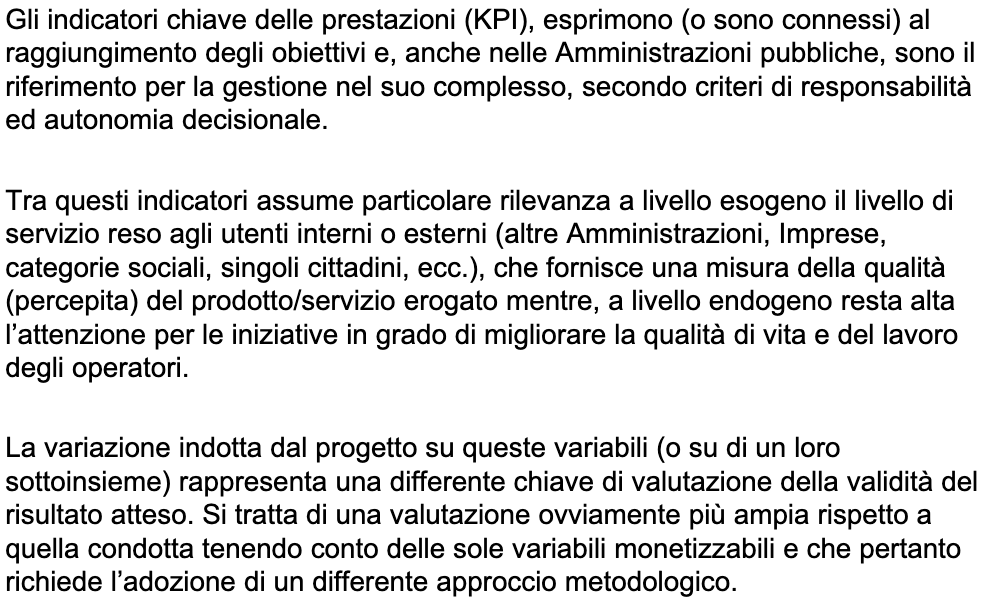 Gli indicatori chiave delle prestazioni (KPI), esprimono (o sono connessi) al
raggiungimento degli obiettivi e, anche nelle Amministrazioni pubbliche, sono il
riferimento per la gestione nel suo complesso, secondo criteri di responsabilità
ed autonomia decisionale.
Tra questi indicatori assume particolare rilevanza a livello esogeno il livello di
servizio reso agli utenti interni o esterni (altre Amministrazioni, Imprese,
categorie sociali, singoli cittadini, ecc.), che fornisce una misura della qualità
(percepita) del prodotto/servizio erogato mentre, a livello endogeno resta alta
l’attenzione per le iniziative in grado di migliorare la qualità di vita e del lavoro
degli operatori.
La variazione indotta dal progetto su queste variabili (o su di un loro
sottoinsieme) rappresenta una differente chiave di valutazione della validità del
risultato atteso. Si tratta di una valutazione ovviamente più ampia rispetto a
quella condotta tenendo conto delle sole variabili monetizzabili e che pertanto
richiede l’adozione di un differente approccio metodologico.